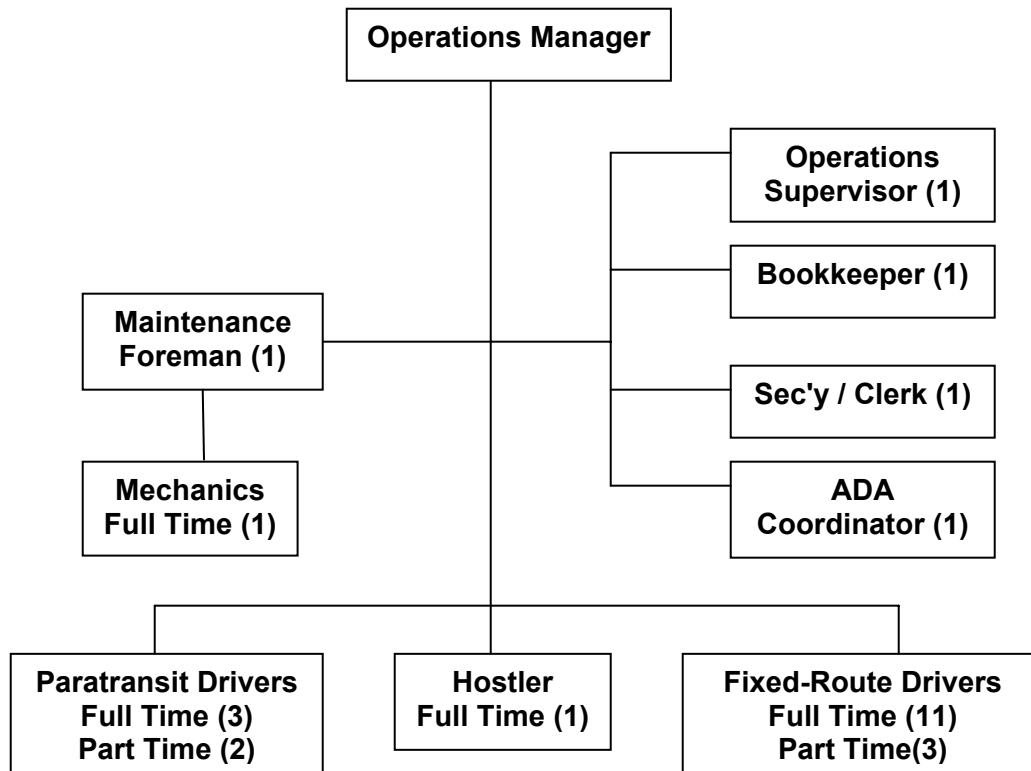 Operations Manager
Operations
Supervisor (1)
Bookkeeper (1)
Maintenance
Foreman (1)
Sec'y / Clerk (1)
Mechanics
Full Time (1)
ADA
Coordinator (1)
Paratransit Drivers
Full Time (3)
Part Time (2)
Hostler
Full Time (1)
Fixed-Route Drivers
Full Time (11)
Part Time(3)